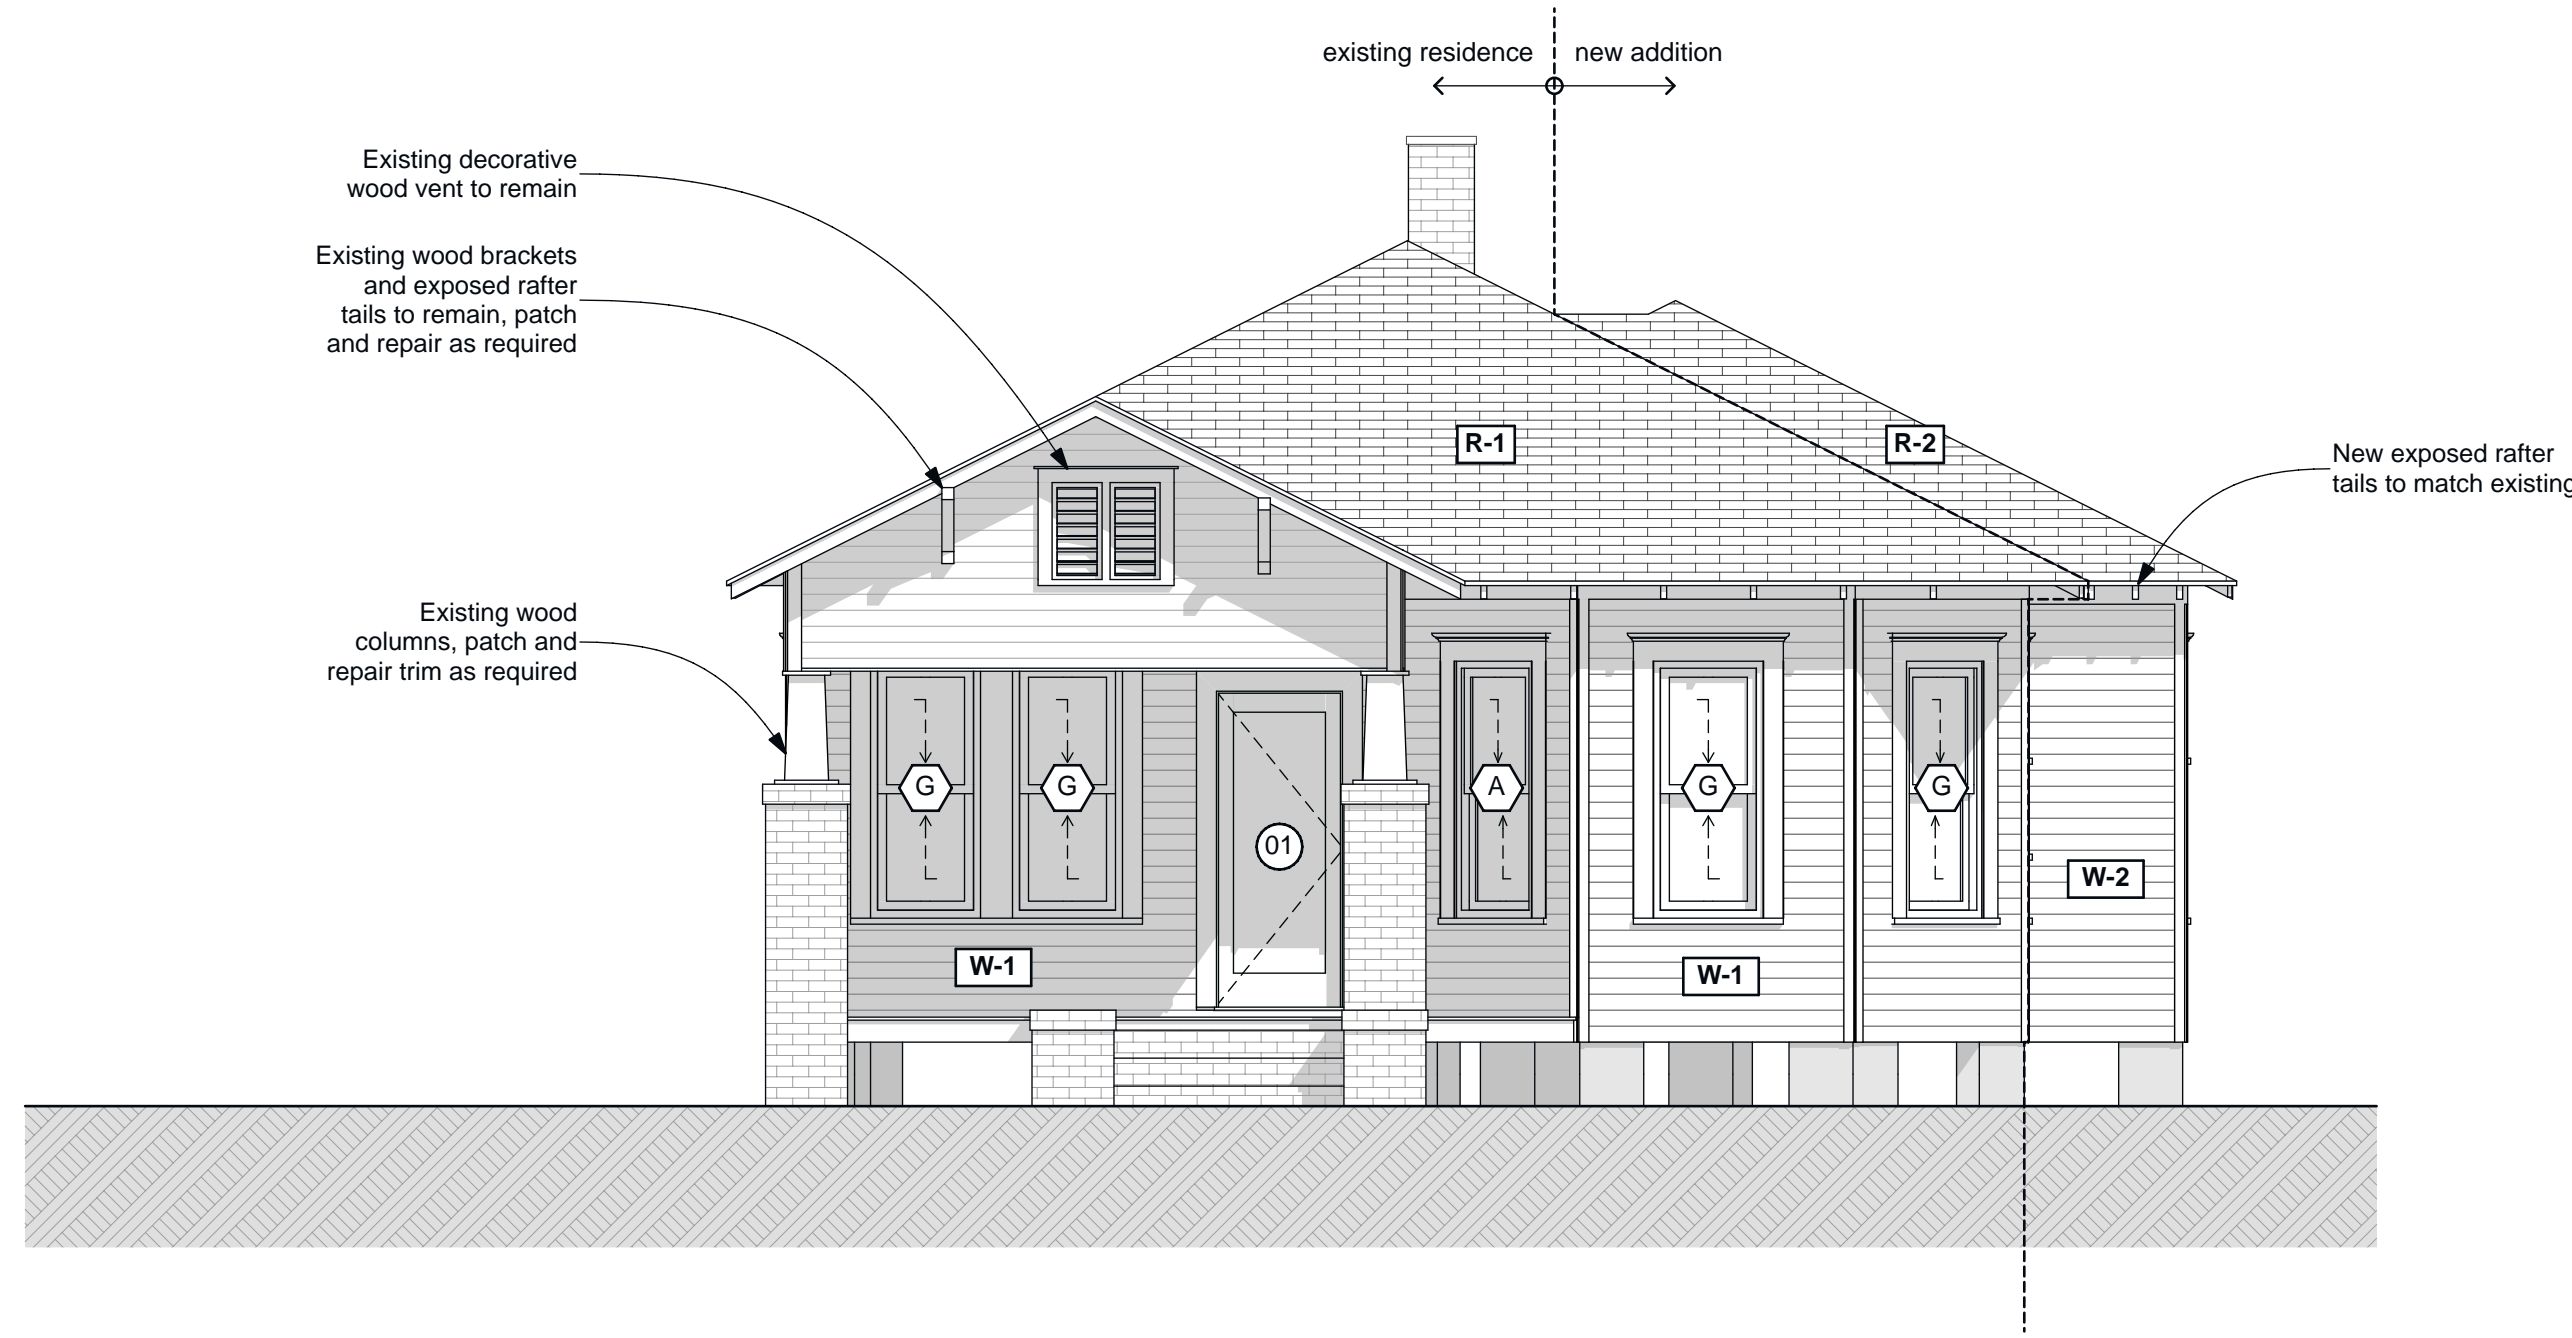 existing residence
new addition
Existing decorative
wood vent to remain
Existing wood brackets
and exposed rafter
tails to remain, patch
and repair as required
R-1
R-2
New exposed rafter
tails to match existing
Existing wood
columns, patch and
repair trim as required
G
G
A
G
G
01
W-2
W-1
W-1